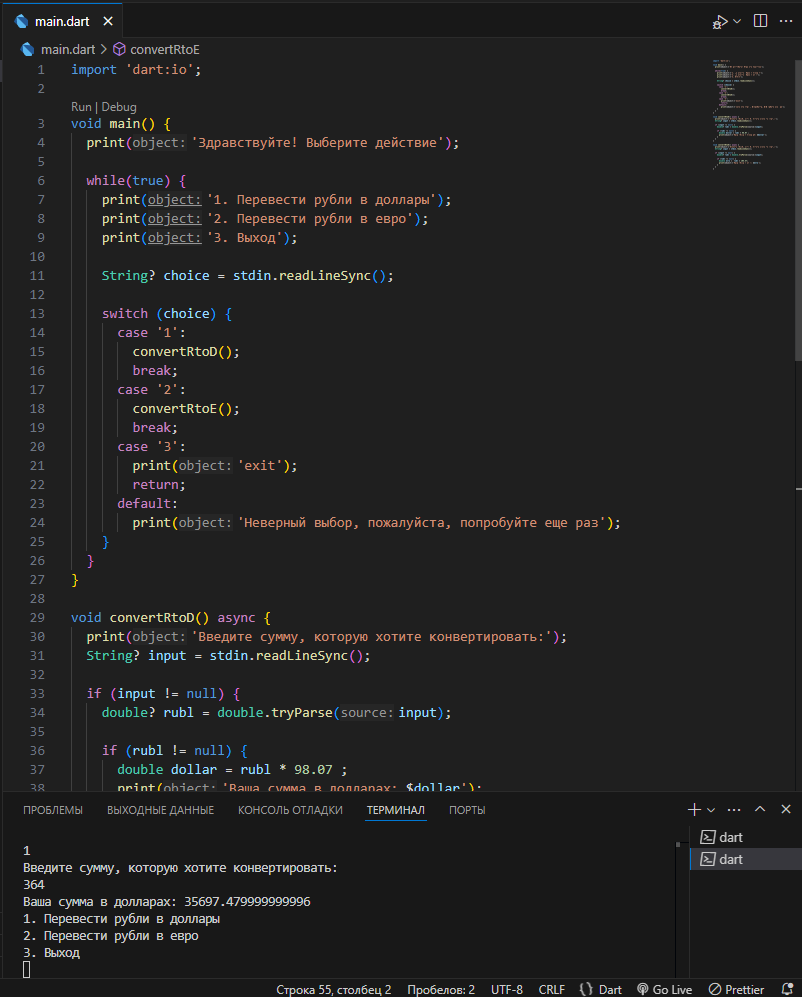 main.dart
main.dart > convertRtoE
1 import 'dart:io';
2
Run | Debug
3 void main() {
4 print(object: 'Здравствуйте! Выберите действие');
5
6 while(true) {
7 print(object: '1. Перевести рубли в доллары');
8 print(object: '2. Перевести рубли в евро');
9 print(object: '3. Выход');
10
11 String? choice = stdin.readLineSync();
12
13 switch (choice) {
14 case '1':
15 convertRtoD();
16 break;
17 case '2':
18 convertRtoE();
19 break;
20 case '3':
21 print(object: 'exit');
22 return;
23 default:
24 print(object: 'Неверный выбор, пожалуйста, попробуйте еще раз');
25 }
26 }
27 }
28
29 void convertRtoD() async {
30 print(object: 'Введите сумму, которую хотите конвертировать:');
31 String? input = stdin.readLineSync();
32
33 if (input != null) {
34 double? rubl = double.tryParse(source: input);
35
36 if (rubl != null) {
37 double dollar = rubl * 98.07 ;
38 print(object: 'Ваша сумма в долларах: $dollar');
ПРОБЛЕМЫ ВЫХОДНЫЕ ДАННЫЕ КОНСОЛЬ ОТЛАДКИ ТЕРМИНАЛ ПОРТЫ
1
Введите сумму, которую хотите конвертировать:
364
Ваша сумма в долларах: 35697.479999999996
1. Перевести рубли в доллары
2. Перевести рубли в евро
3. Выход
dart
dart
Строка 55, столбец 2 Пробелов: 2 UTF-8 CRLF {} Dart Go Live Prettier